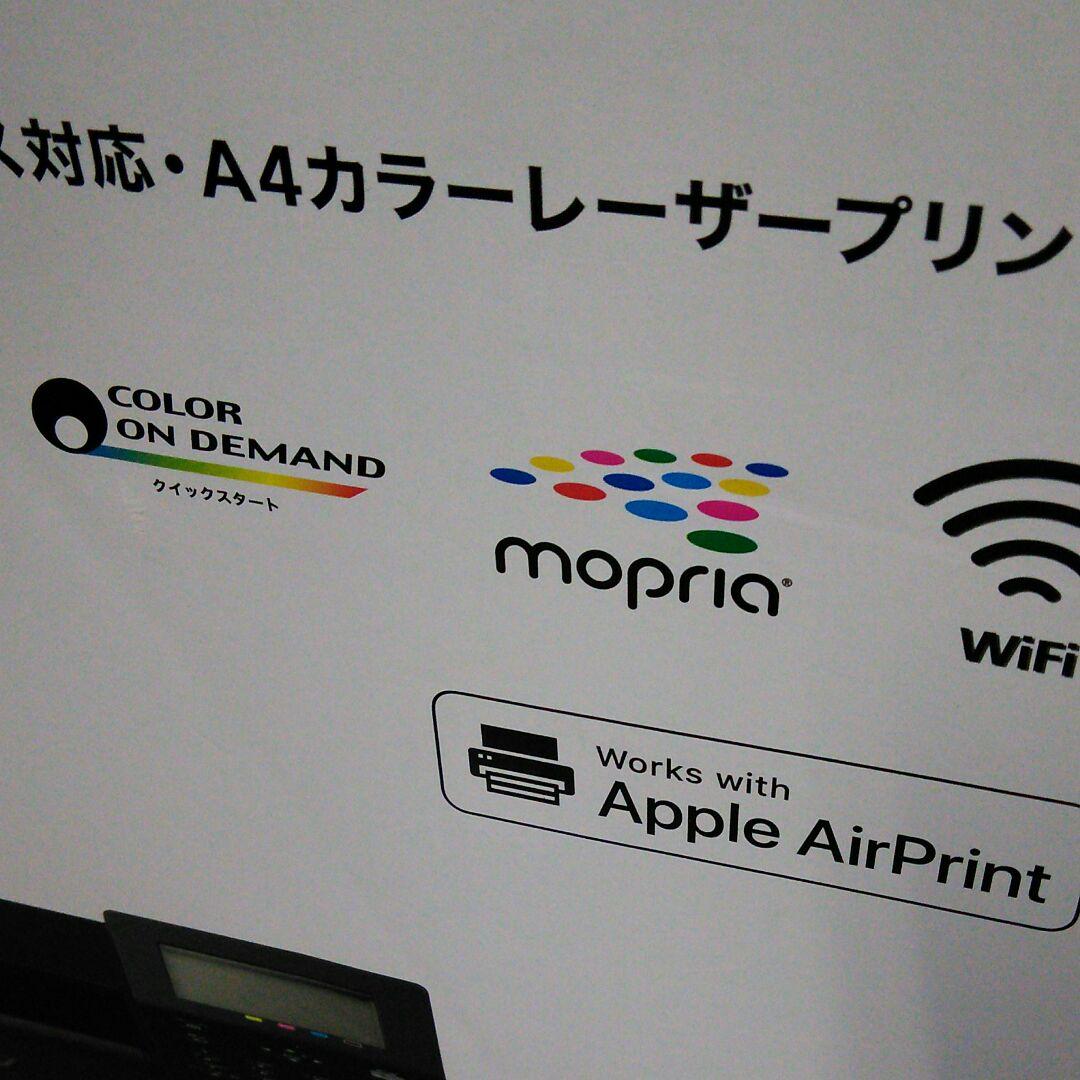 ス対応・A4カラーレーザープリン
COLOR
ON DEMAND
クイックスタート
mopria®
WiFi
Works with
Apple AirPrint